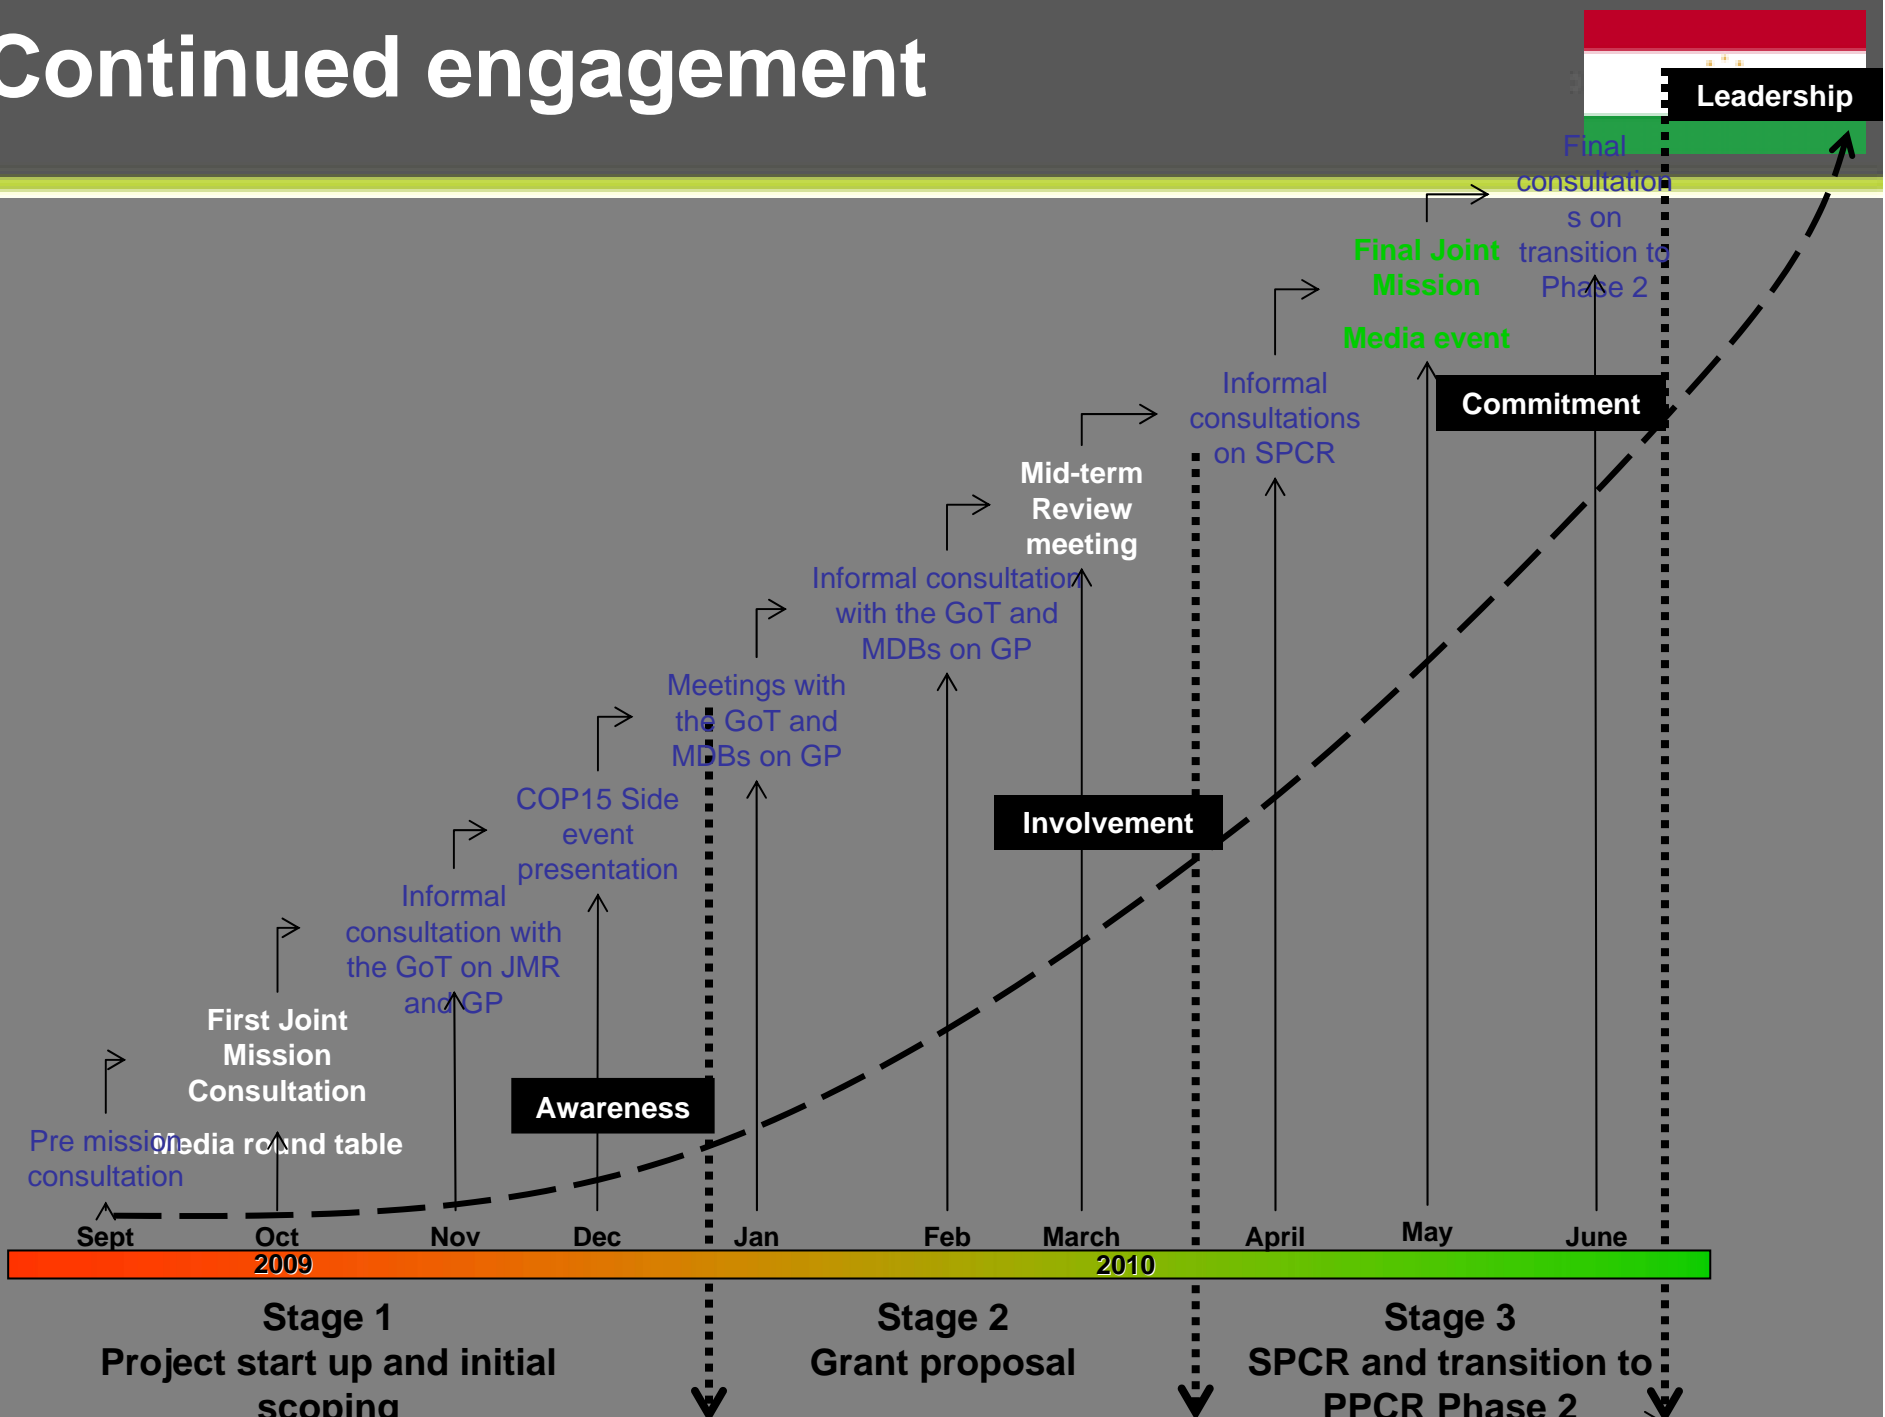 Continued engagement
Leadership
Final
consultation
s on
transition to
Phase 2
Final Joint
Mission
Media event
Commitment
Informal
consultations
on SPCR
Mid-term
Review
meeting
Informal consultation
with the GoT and
MDBs on GP
Meetings with
the GoT and
MDBs on GP
Involvement
COP15 Side
event
presentation
Informal
consultation with
the GoT on JMR
and GP
First Joint
Mission
Consultation
Media round table
Awareness
Pre mission
consultation
Sept Oct Nov Dec Jan Feb March April May June
2009 2010
Stage 1
Project start up and initial
scoping
Stage 2
Grant proposal
Stage 3
SPCR and transition to
PPCR Phase 2